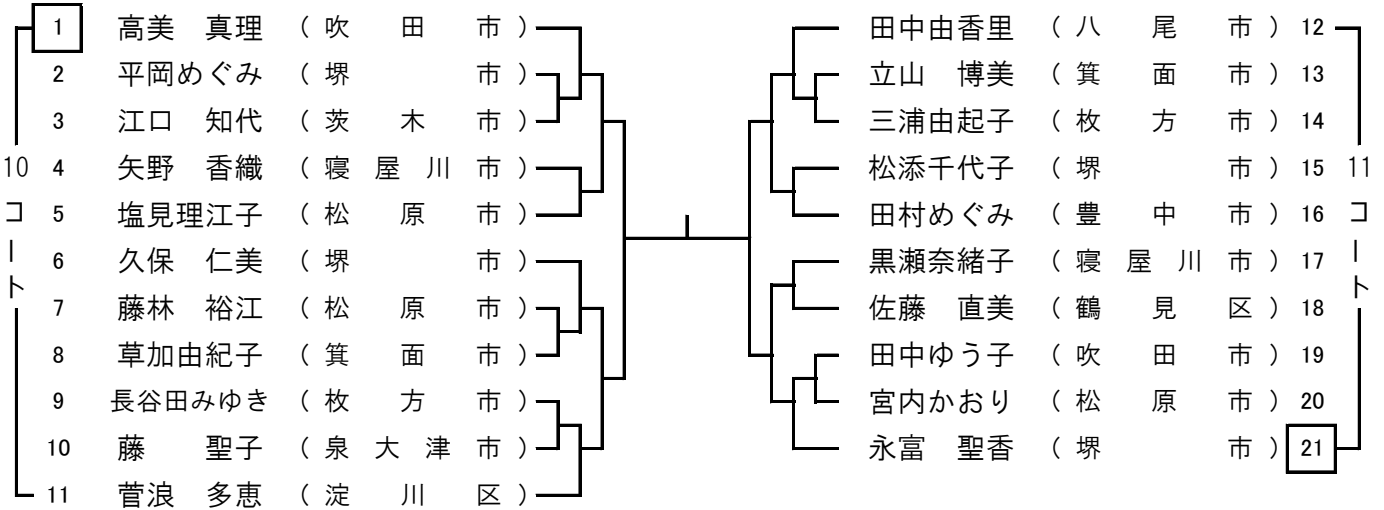 1 高美 真理 ( 吹 田 市 ) 田中由香里 ( 八 尾 市 ) 12
2 平岡めぐみ ( 堺 市 ) 立山 博美 ( 箕 面 市 ) 13
3 江口 知代 ( 茨 木 市 ) 三浦由起子 ( 枚 方 市 ) 14
10コート 4 矢野 香織 ( 寝 屋 川 市 ) 松添千代子 ( 堺 市 ) 15 11コート
5 塩見理江子 ( 松 原 市 ) 田村めぐみ ( 豊 中 市 ) 16
6 久保 仁美 ( 堺 市 ) 黒瀬奈緒子 ( 寝 屋 川 市 ) 17
7 藤林 裕江 ( 松 原 市 ) 佐藤 直美 ( 鶴 見 区 ) 18
8 草加由紀子 ( 箕 面 市 ) 田中ゆう子 ( 吹 田 市 ) 19
9 長谷田みゆき ( 枚 方 市 ) 宮内かおり ( 松 原 市 ) 20
10 藤 聖子 ( 泉 大 津 市 ) 永富 聖香 ( 堺 市 ) 21
11 菅浪 多恵 ( 淀 川 区 )